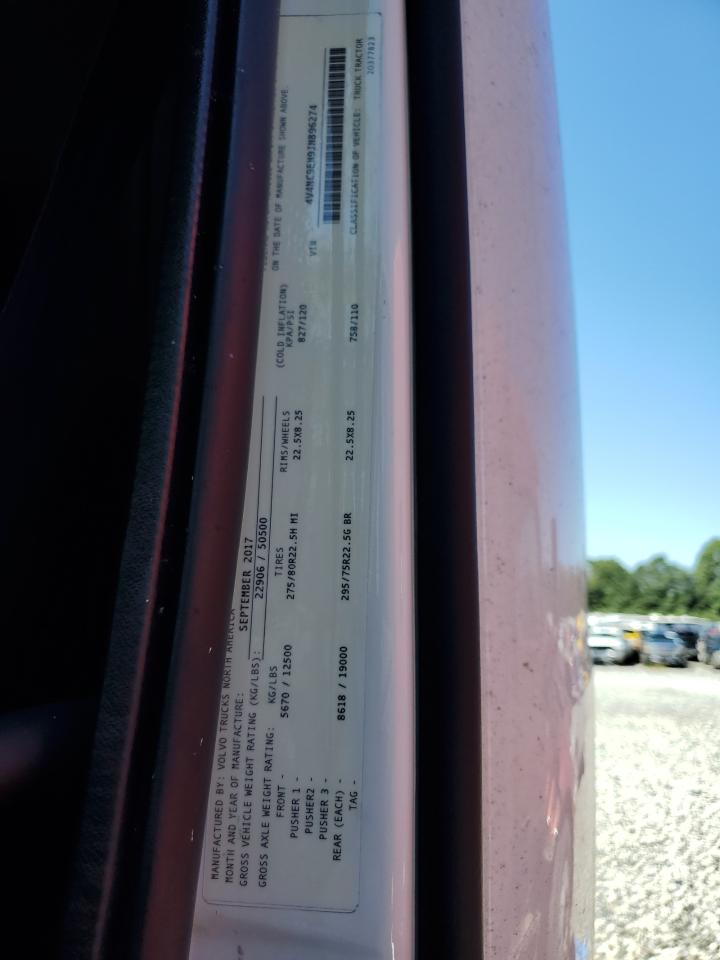 MANUFACTURED BY: VOLVO TRUCKS NORTH AMERICA
MONTH AND YEAR OF MANUFACTURE: SEPTEMBER 2017
GROSS VEHICLE WEIGHT RATING (KG/LBS): 22906 / 50500
ON THE DATE OF MANUFACTURE SHOWN ABOVE.
GROSS AXLE WEIGHT RATING: KG/LBS TIRES RIMS/WHEELS (COLD INFLATION) KPA/PSI
FRONT - 5670 / 12500 275/80R22.5H MI 22.5X8.25 827/120
PUSHER 1 -
PUSHER2 -
PUSHER 3 -
REAR (EACH) - 8618 / 19000 295/75R22.5G BR 22.5X8.25 758/110
TAG -
VIN 4V4NC9EH9JN896274
CLASSIFICATION OF VEHICLE: TRUCK TRACTOR
20377823